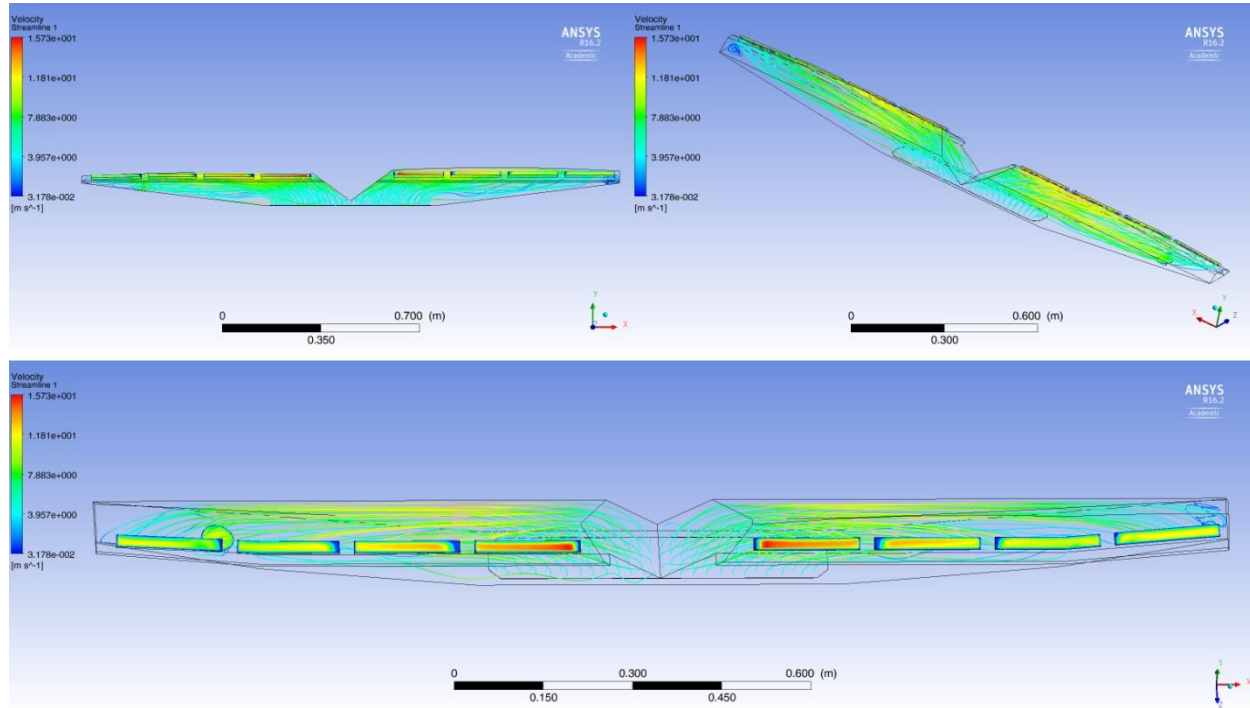 Velocity
Streamline 1
1.573e+001
1.181e+001
7.883e+000
3.957e+000
3.178e-002
[m s^-1]
ANSYS
R16.2
Academic
0 0.700 (m)
0.350
Y
X
Velocity
Streamline 1
1.573e+001
1.181e+001
7.883e+000
3.957e+000
3.178e-002
[m s^-1]
ANSYS
R16.2
Academic
0 0.600 (m)
0.300
Y
X Z
Velocity
Streamline 1
1.573e+001
1.181e+001
7.883e+000
3.957e+000
3.178e-002
[m s^-1]
ANSYS
R16.2
Academic
0 0.300 0.600 (m)
0.150 0.450
Y
X
Z